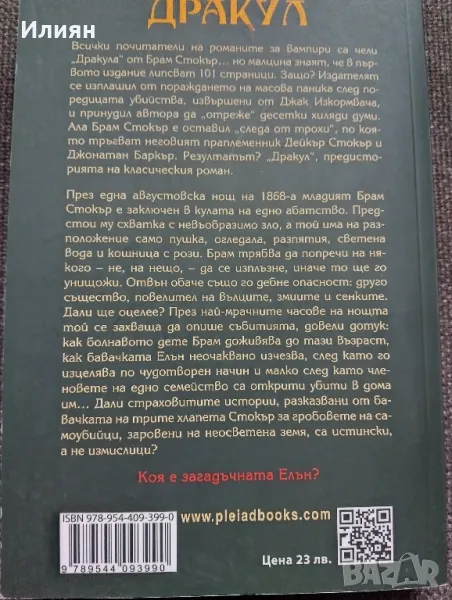 Илиян
ДРАКУЛ
Всички почитатели на романите за вампири са чели
„Дракула“ от Брам Стокър... но малцина знаят, че в пър-
вото издание липсват 101 страници. Защо? Издателят
се изплашил от пораждането на масова паника след по-
редицата убийства, извършени от Джак Изкормвача,
и принудил автора да „отреже“ десетки хиляди думи.
Ала Брам Стокър е оставил „следа от трохи“, по коя-
то тръгват неговият праплеменник Дейкър Стокър и
Джонатан Баркър. Резултатът? „Дракул“, предисто-
рията на класическия роман.
През една августовска нощ на 1868-а младият Брам
Стокър е заключен в кулата на едно абатство. Пред-
стои му схватка с невъобразимо зло, а той има на раз-
положение само пушка, огледала, разпятия, светена
вода и кошница с рози. Брам трябва да попречи на ня-
кого – не, на нещо, – да се изплъзне, иначе то ще го
унищожи. Отвън обаче също го дебне опасност: друго
същество, повелител на вълците, змиите и сенките.
Дали ще оцелее? През най-мрачните часове на нощта
той се захваща да опише събитията, довели дотук:
как болнавото дете Брам доживява до тази възраст,
как бавачката Елън неочаквано изчезва, след като го
изцелява по чудотворен начин и малко след като чле-
новете на едно семейство са открити убити в дома
им... Дали страховитите истории, разказвани от ба-
вачката на трите хлапета Стокър за гробовете на са-
моубийци, заровени на неосветена земя, са истински,
а не измислици?
Коя е загадъчната Елън?
ISBN 978-954-409-399-0
9789544093990
www.pleiadbooks.com
Цена 23 лв.
BAZAR